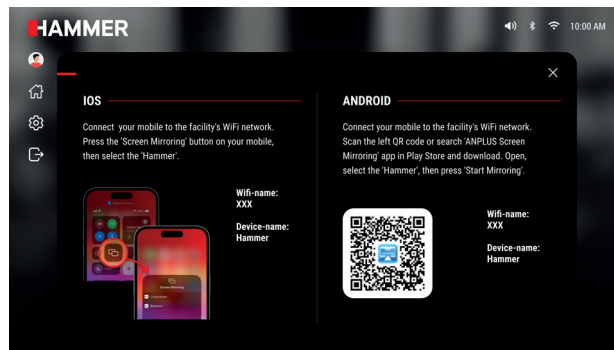 HAMMER
10:00 AM
IOS
Connect your mobile to the facility's WiFi network.
Press the 'Screen Mirroring' button on your mobile,
then select the 'Hammer'.
Wifi-name:
XXX
Device-name:
Hammer
Screen Mirroring
Living Room
Bedroom
ANDROID
Connect your mobile to the facility's WiFi network.
Scan the left QR code or search 'ANPLUS Screen
Mirroring' app in Play Store and download. Open,
select the 'Hammer', then press 'Start Mirroring'.
Wifi-name:
XXX
Device-name:
Hammer